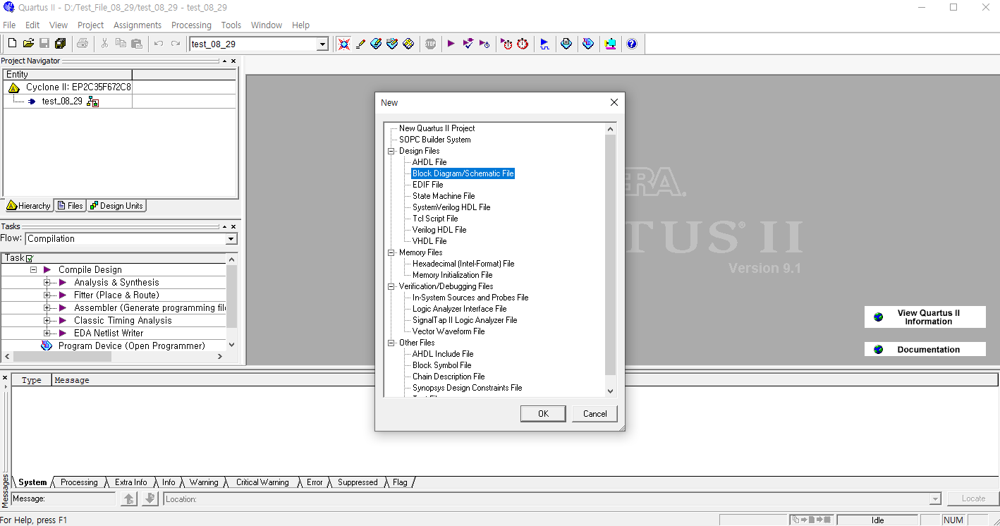 Quartus II - D:/Test_File_08_29/test_08_29 - test_08_29
File Edit View Project Assignments Processing Tools Window Help
test_08_29
STOP
Project Navigator
Entity
Cyclone II: EP2C35F672C8
test_08_29
Hierarchy Files Design Units
Tasks
Flow: Compilation
Task
Compile Design
Analysis & Synthesis
Fitter (Place & Route)
Assembler (Generate programming fil
Classic Timing Analysis
EDA Netlist Writer
Program Device (Open Programmer)
New
New Quartus II Project
SOPC Builder System
Design Files
AHDL File
Block Diagram/Schematic File
EDIF File
State Machine File
SystemVerilog HDL File
Tcl Script File
Verilog HDL File
VHDL File
Memory Files
Hexadecimal (Intel-Format) File
Memory Initialization File
Verification/Debugging Files
In-System Sources and Probes File
Logic Analyzer Interface File
SignalTap II Logic Analyzer File
Vector Waveform File
Other Files
AHDL Include File
Block Symbol File
Chain Description File
Synopsys Design Constraints File
OK Cancel
ERA.
TUS® II
Version 9.1
View Quartus II
Information
Documentation
Type Message
System Processing Extra Info Info Warning Critical Warning Error Suppressed Flag
Messages
Message: Location: Locate
For Help, press F1 Idle NUM